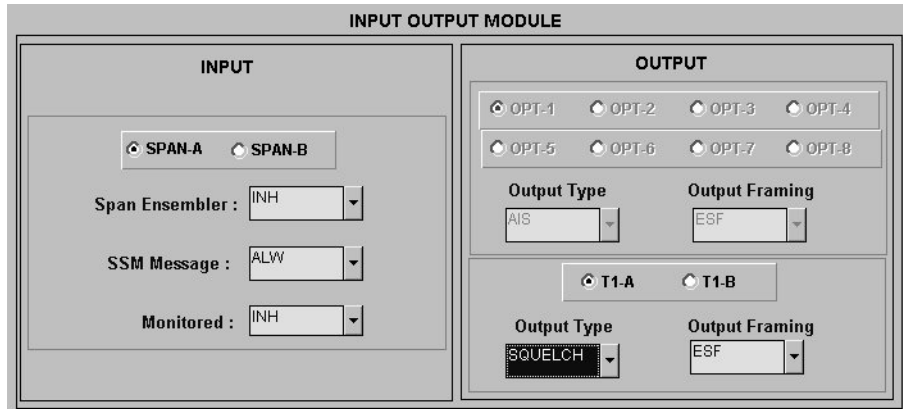 INPUT OUTPUT MODULE
INPUT
SPAN-A SPAN-B
Span Ensembler : INH
SSM Message : ALW
Monitored : INH
OUTPUT
OPT-1 OPT-2 OPT-3 OPT-4
OPT-5 OPT-6 OPT-7 OPT-8
Output Type Output Framing
AIS ESF
T1-A T1-B
Output Type Output Framing
SQUELCH ESF